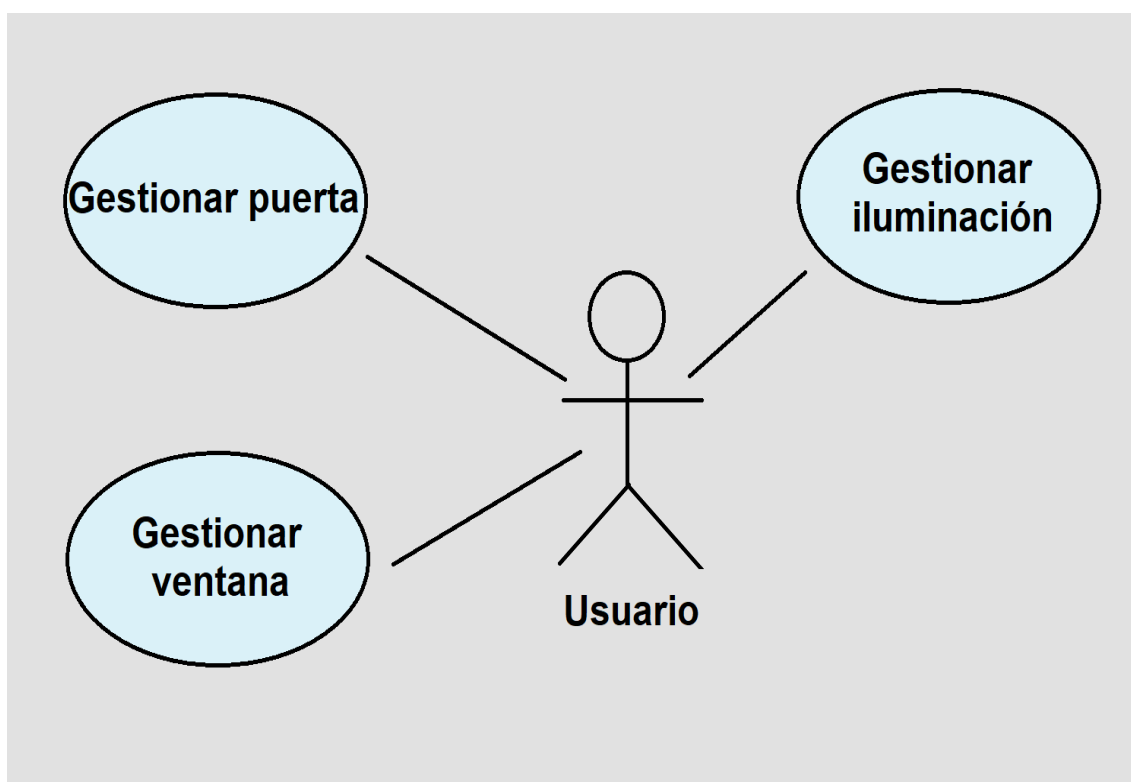 Gestionar puerta
Gestionar
iluminación
Gestionar
ventana
Usuario